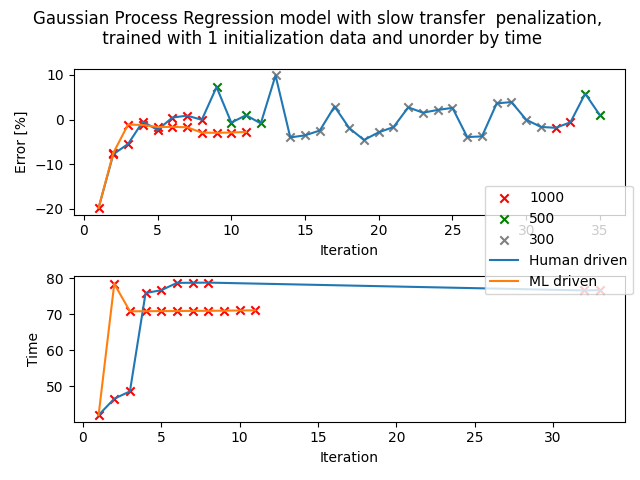 Gaussian Process Regression model with slow transfer  penalization,
trained with 1 initialization data and unorder by time
10
0
−10
−20
Error [%]
0 5 10 15 20 25 30 35
Iteration
1000
500
300
Human driven
ML driven
80
70
60
50
Time
0 5 10 15 20 25 30
Iteration